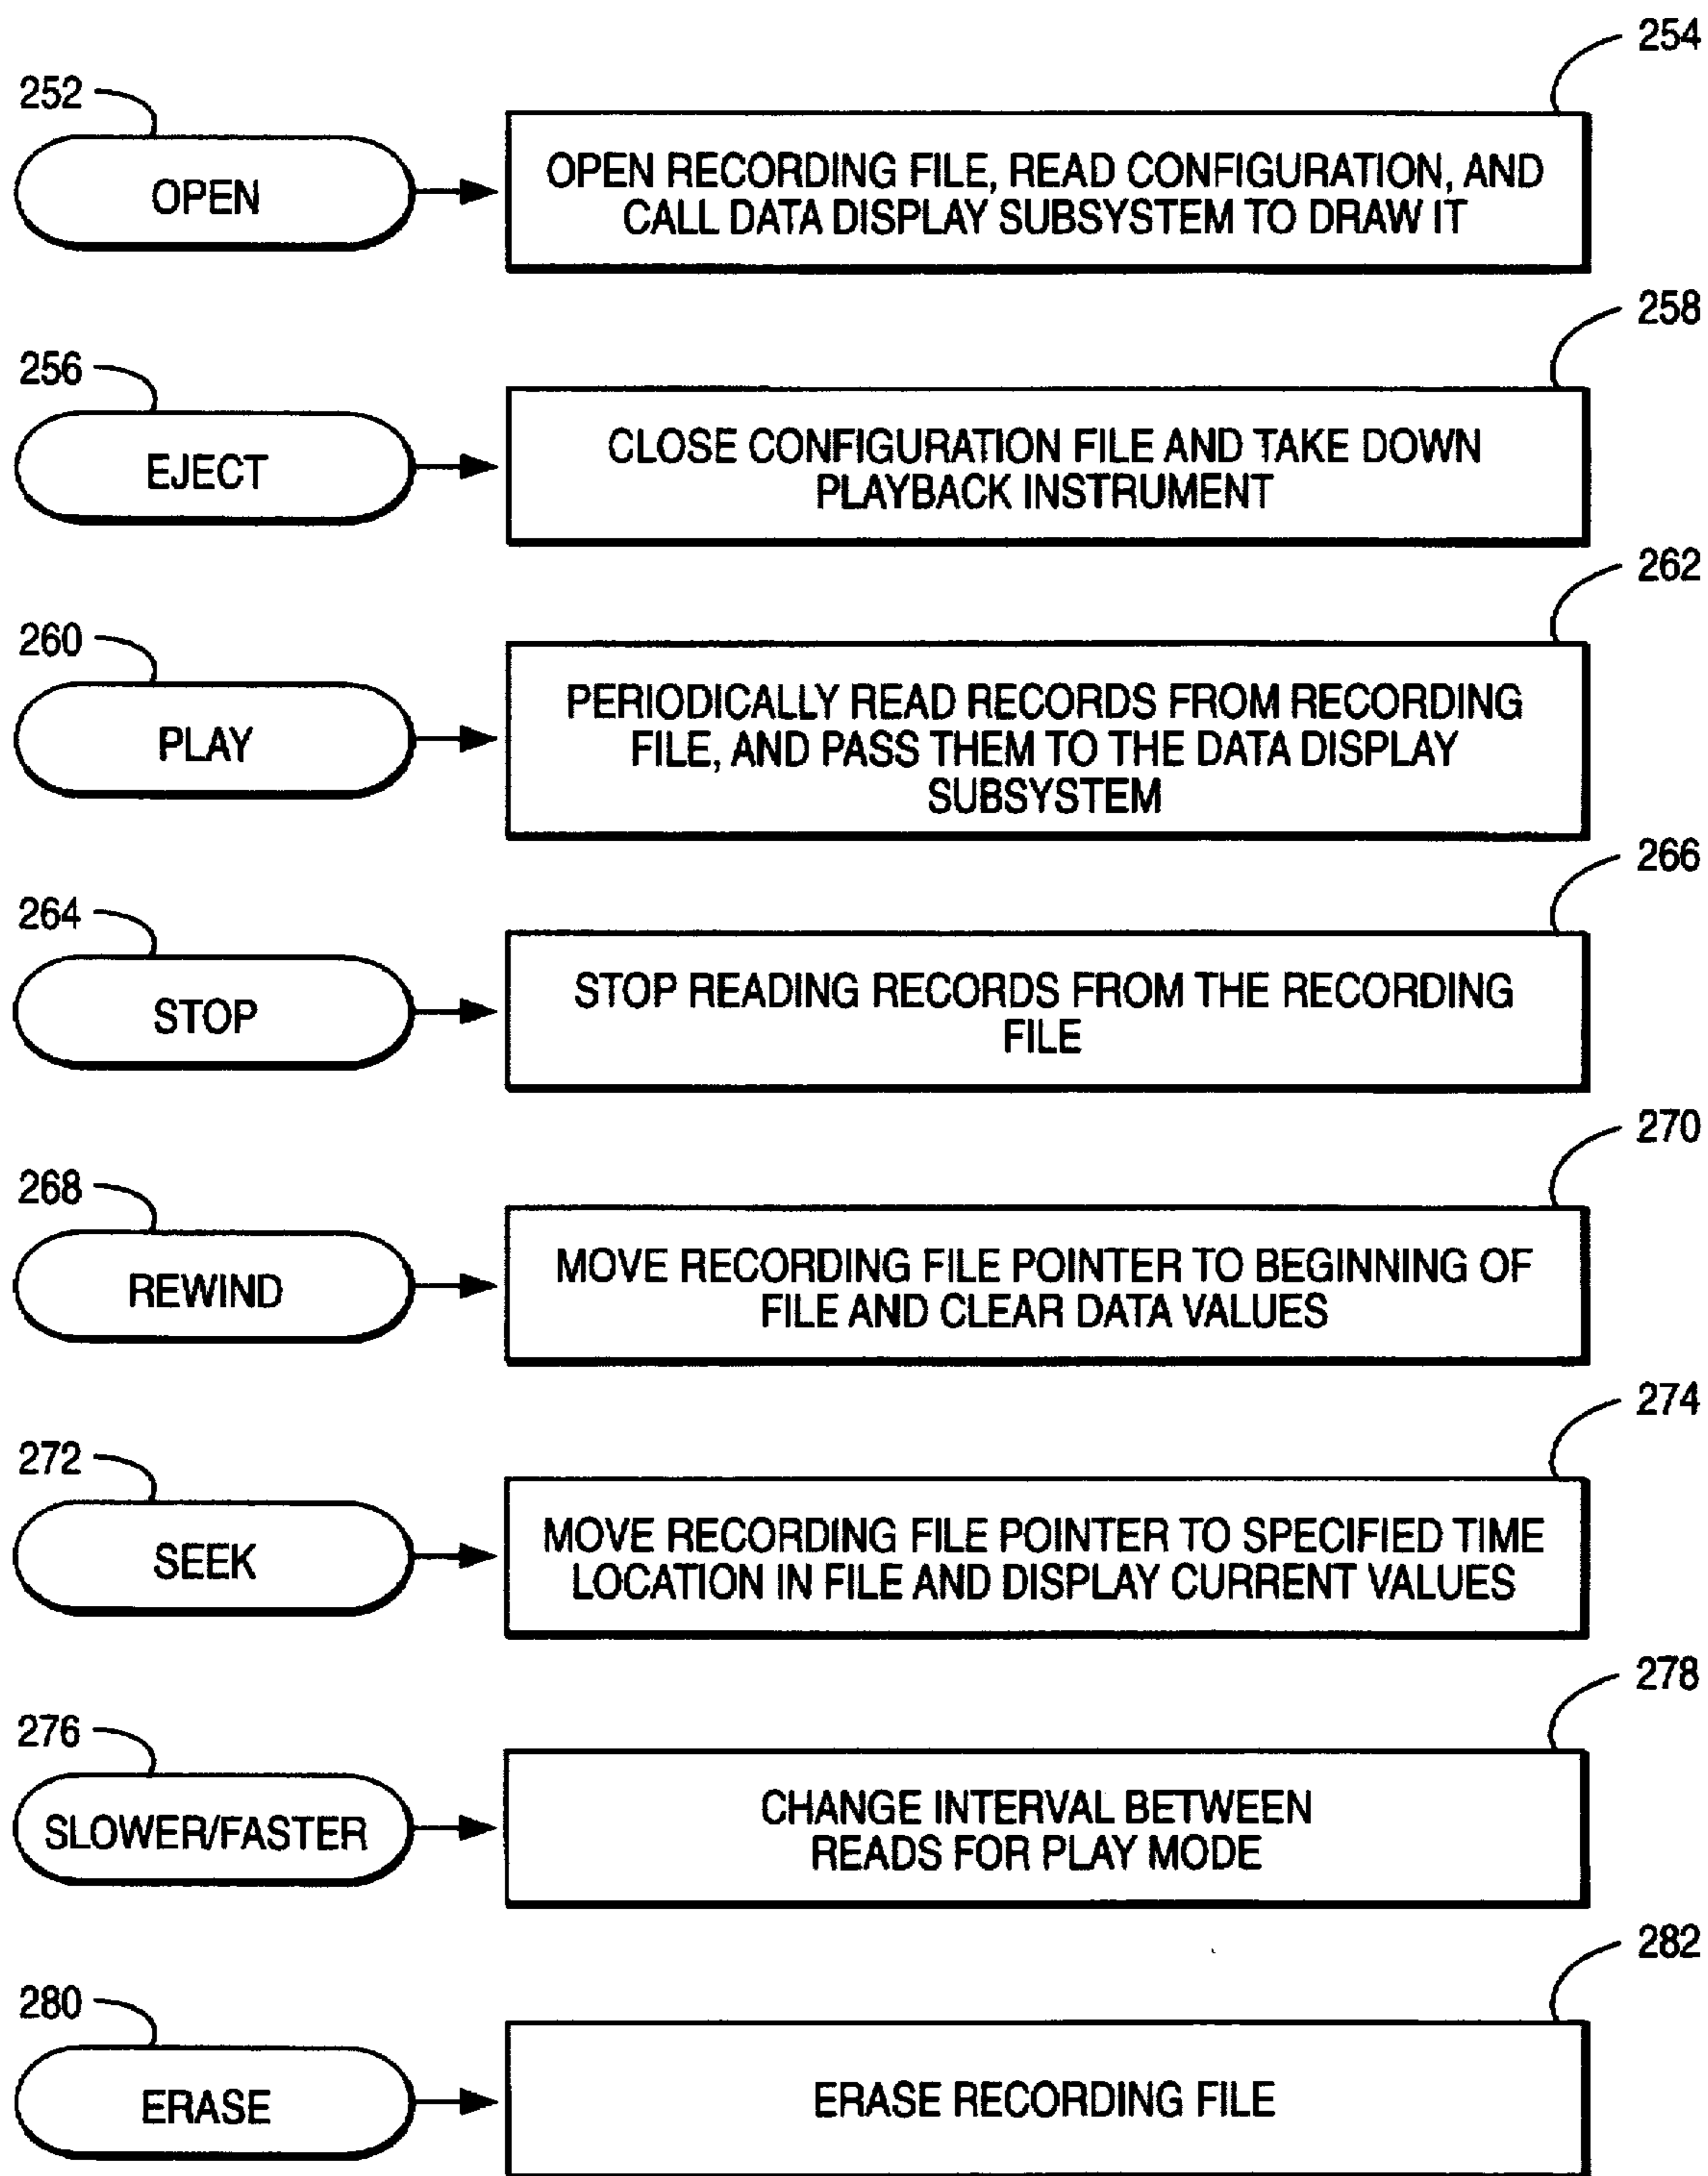 254
252
OPEN
OPEN RECORDING FILE, READ CONFIGURATION, AND
CALL DATA DISPLAY SUBSYSTEM TO DRAW IT
258
256
EJECT
CLOSE CONFIGURATION FILE AND TAKE DOWN
PLAYBACK INSTRUMENT
262
260
PLAY
PERIODICALLY READ RECORDS FROM RECORDING
FILE, AND PASS THEM TO THE DATA DISPLAY
SUBSYSTEM
266
264
STOP
STOP READING RECORDS FROM THE RECORDING
FILE
270
268
REWIND
MOVE RECORDING FILE POINTER TO BEGINNING OF
FILE AND CLEAR DATA VALUES
274
272
SEEK
MOVE RECORDING FILE POINTER TO SPECIFIED TIME
LOCATION IN FILE AND DISPLAY CURRENT VALUES
278
276
SLOWER/FASTER
CHANGE INTERVAL BETWEEN
READS FOR PLAY MODE
282
280
ERASE
ERASE RECORDING FILE